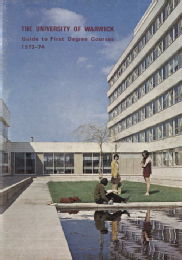 THE UNIVERSITY OF WARWICK
Guide to First Degree Courses
1973-74